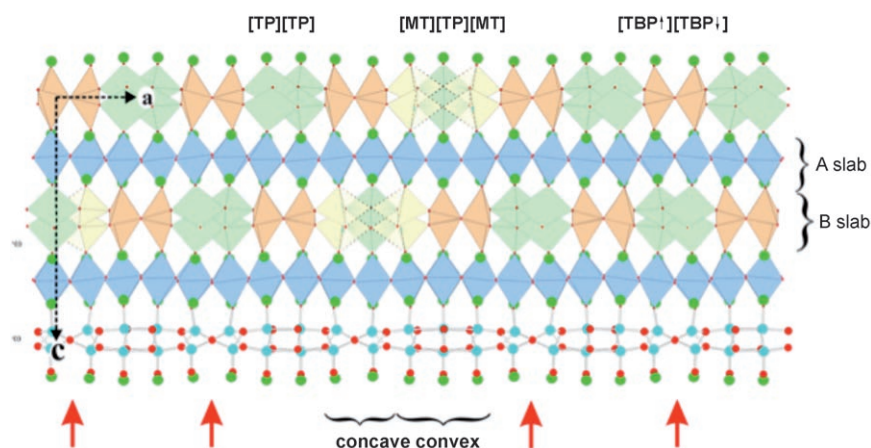 [TP][TP] [MT][TP][MT] [TBP↑][TBP↓]
a
A slab
B slab
c
concave convex